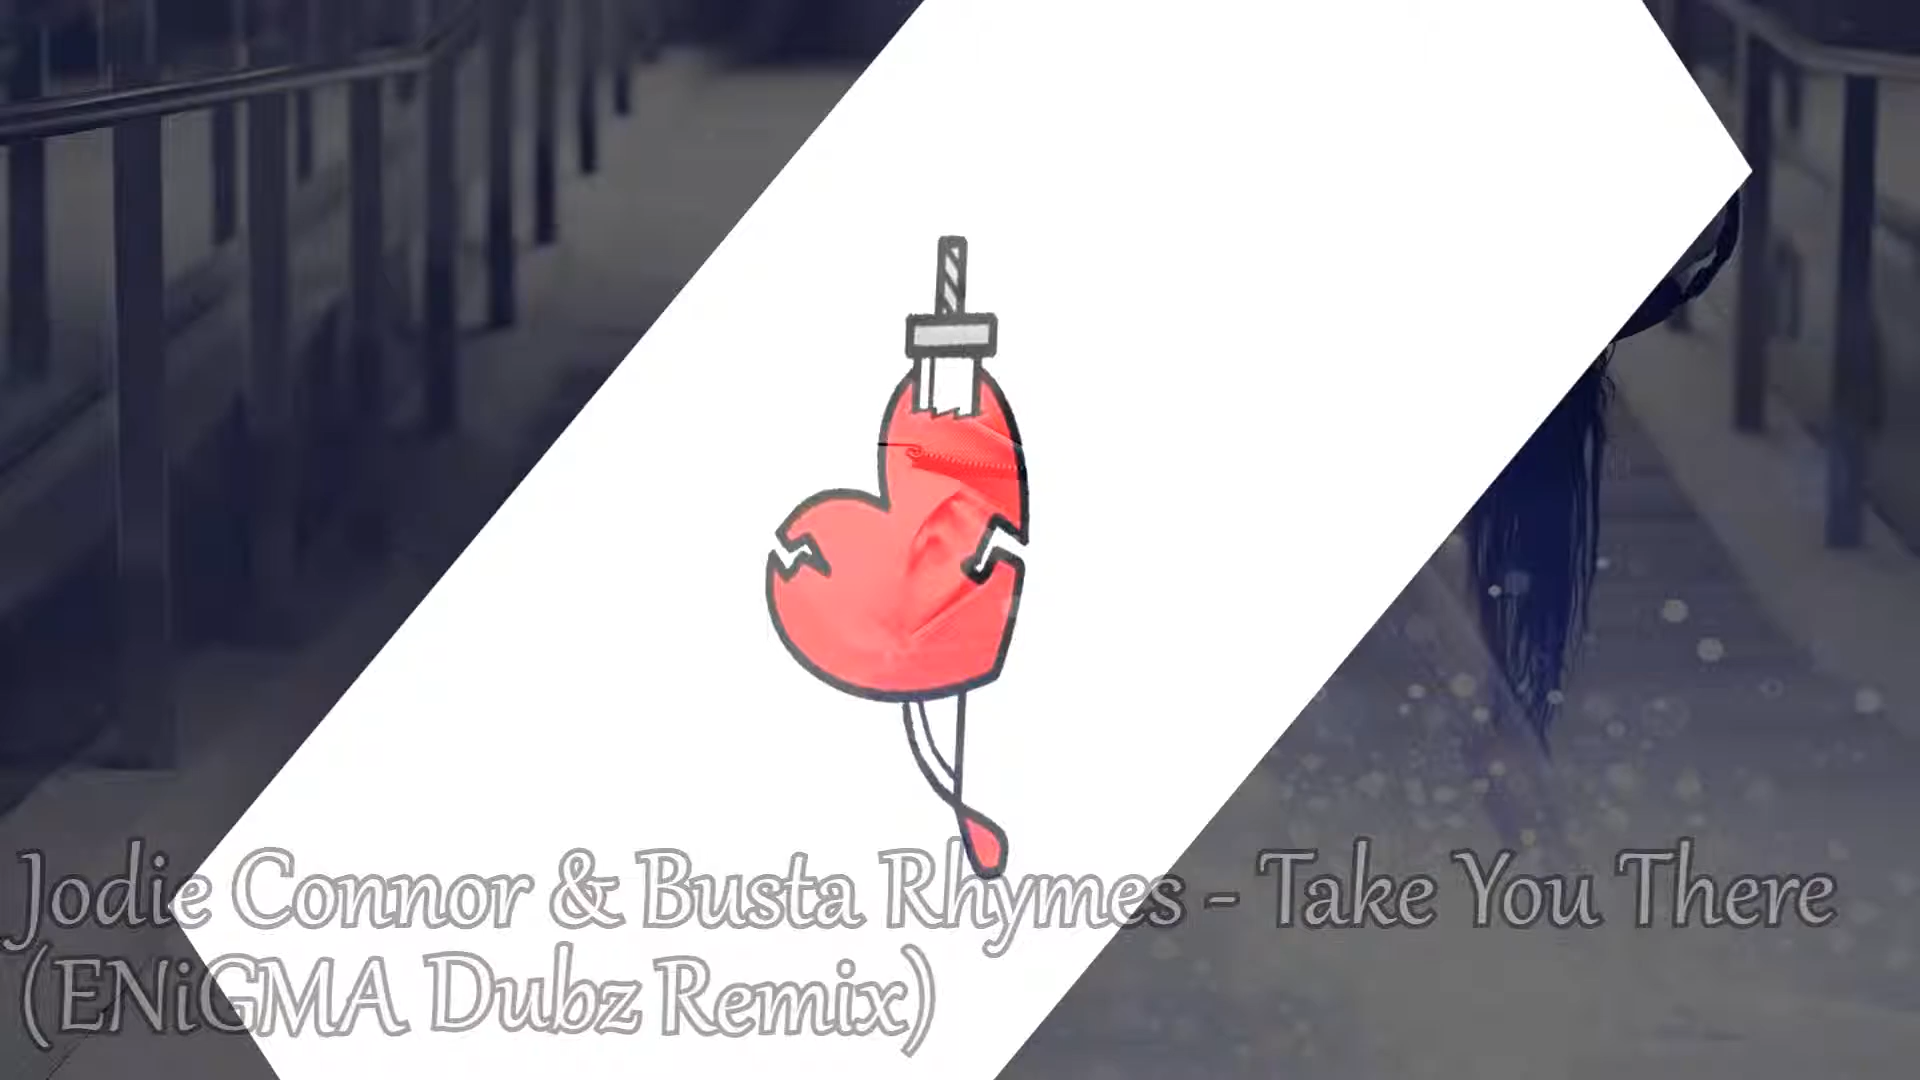 Jodie Connor & Busta Rhymes - Take You There
(ENiGMA Dubz Remix)